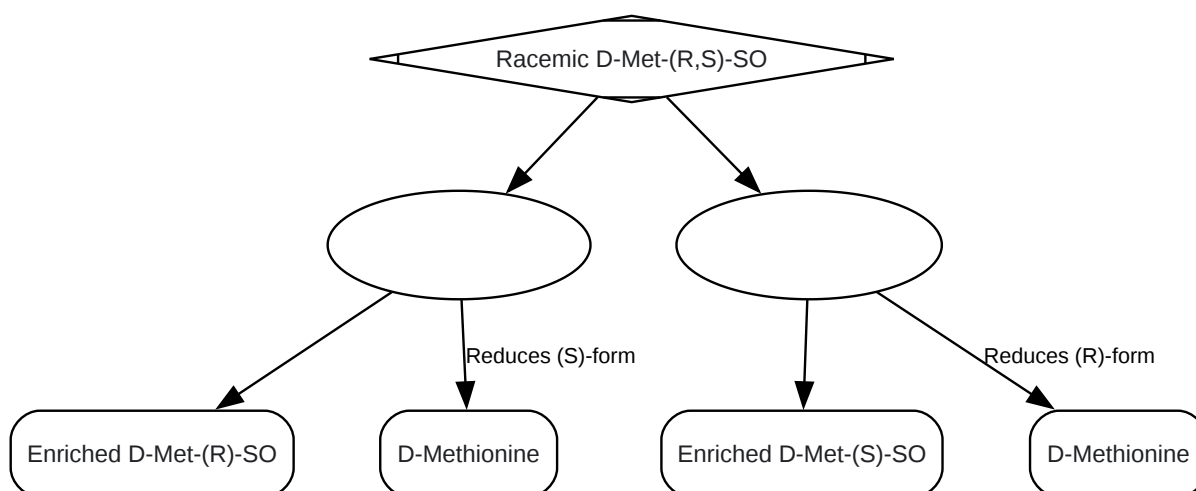 Racemic D-Met-(R,S)-SO
Reduces (S)-form
Reduces (R)-form
Enriched D-Met-(R)-SO
D-Methionine
Enriched D-Met-(S)-SO
D-Methionine